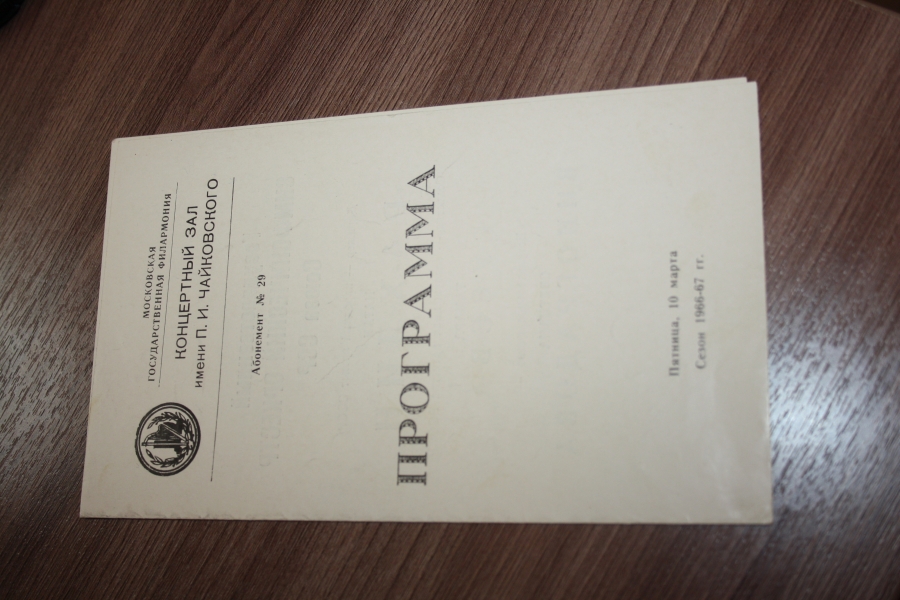 МОСКОВСКАЯ
ГОСУДАРСТВЕННАЯ ФИЛАРМОНИЯ
КОНЦЕРТНЫЙ ЗАЛ
имени П. И. ЧАЙКОВСКОГО
Абонемент № 29
ПРОГРАММА
Пятница, 10 марта
Сезон 1966-67 гг.